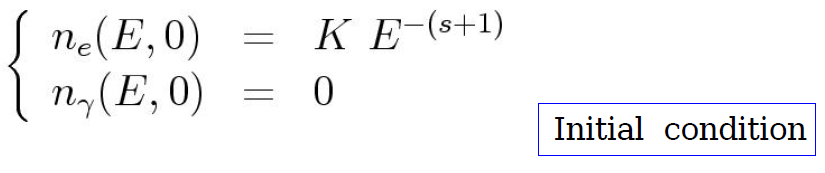 n_e(E, 0) = K E^{-(s+1)}
n_γ(E, 0) = 0
Initial condition